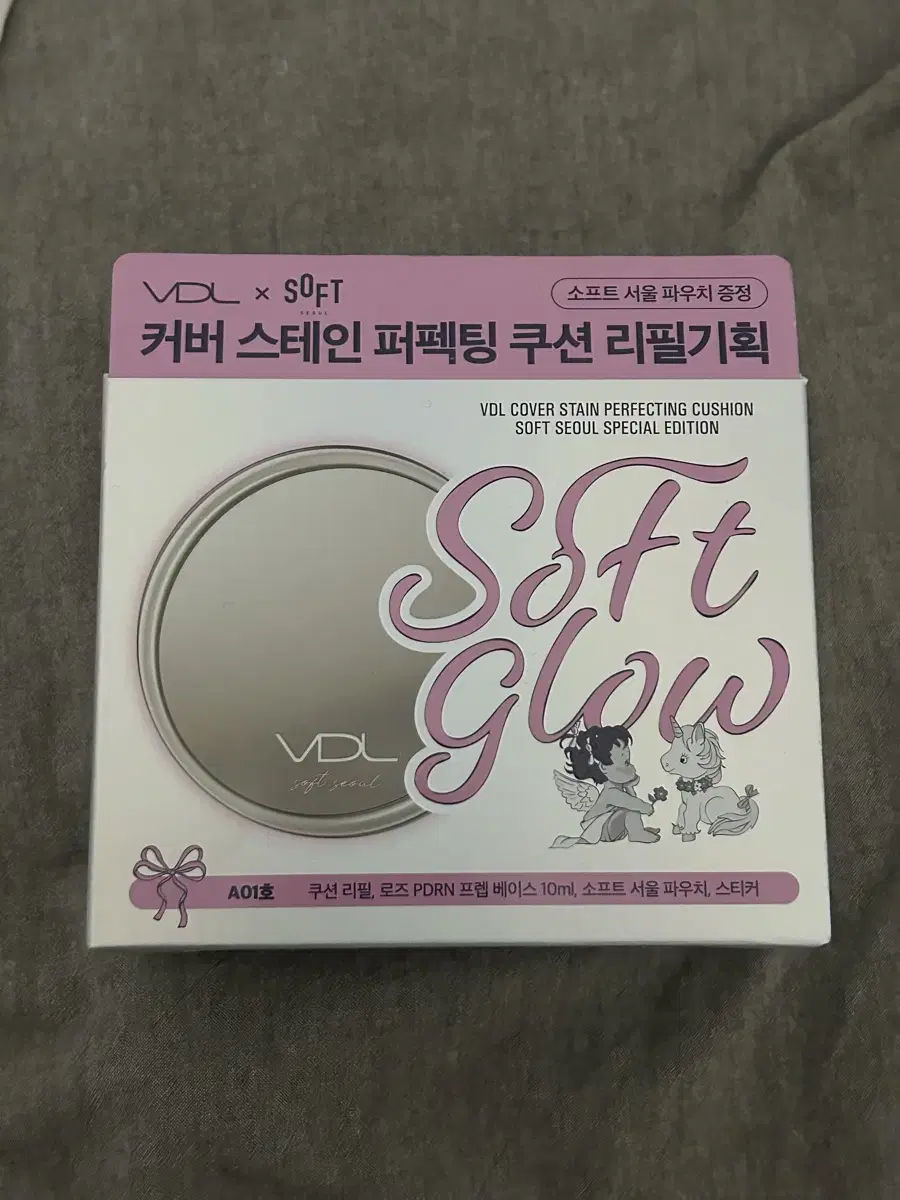 VDL × SOFT
SEOUL
소프트 서울 파우치 증정
커버 스테인 퍼펙팅 쿠션 리필기획
VDL COVER STAIN PERFECTING CUSHION
SOFT SEOUL SPECIAL EDITION
Soft
glow
VDL
soft seoul
A01호 쿠션 리필, 로즈 PDRN 프렙 베이스 10ml, 소프트 서울 파우치, 스티커